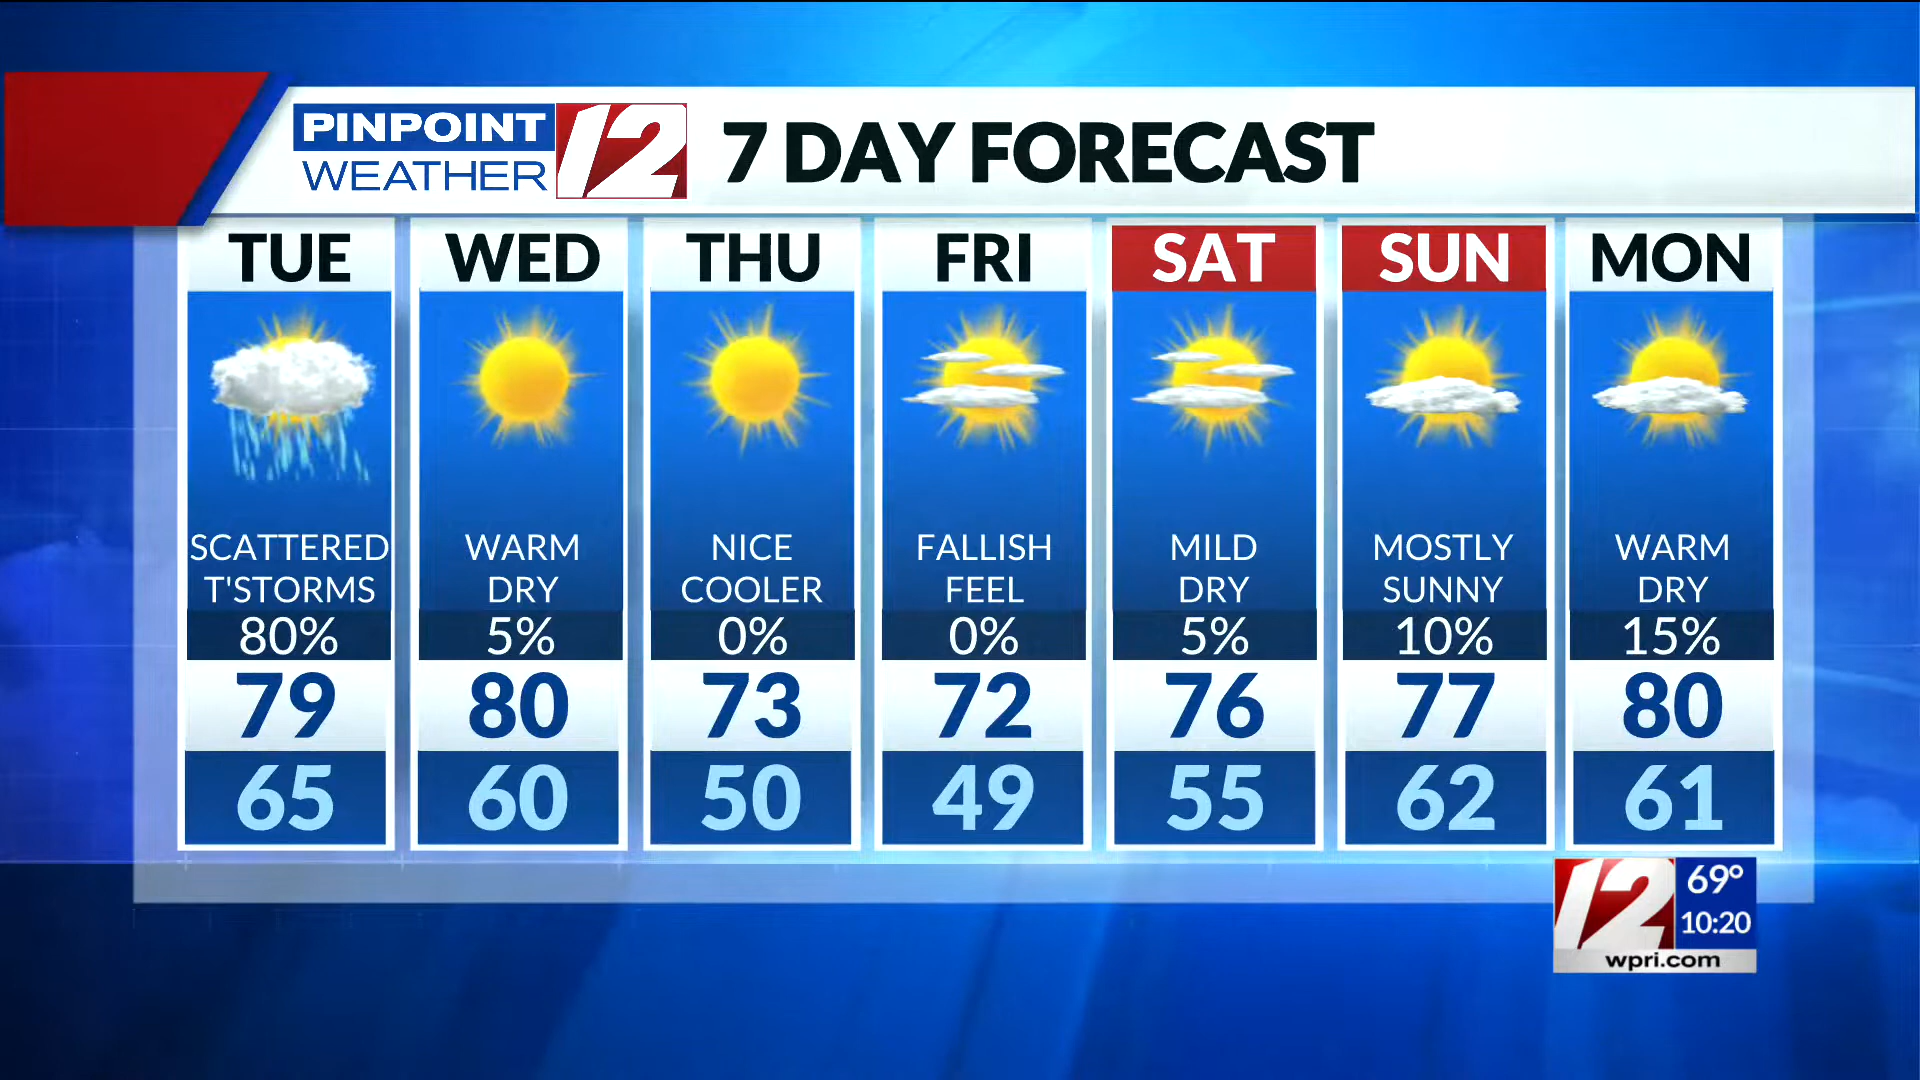 PINPOINT
WEATHER
12
7 DAY FORECAST
TUE
SCATTERED
T'STORMS
80%
79
65
WED
WARM
DRY
5%
80
60
THU
NICE
COOLER
0%
73
50
FRI
FALLISH
FEEL
0%
72
49
SAT
MILD
DRY
5%
76
55
SUN
MOSTLY
SUNNY
10%
77
62
MON
WARM
DRY
15%
80
61
12
69°
10:20
wpri.com